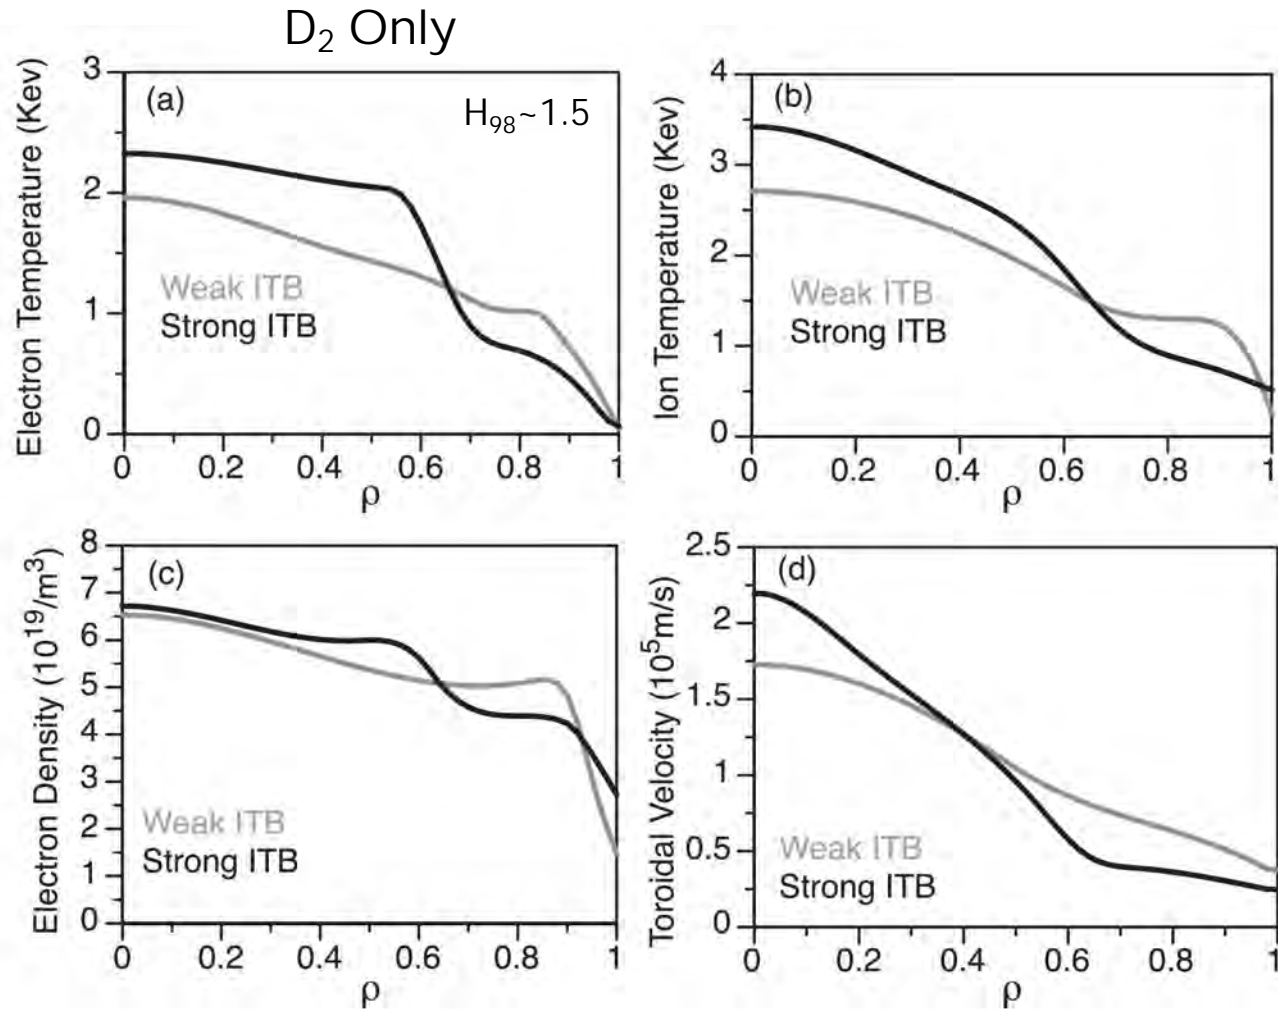 D₂ Only
Electron Temperature (Kev)
3
2
1
0
(a)
H₉₈~1.5
Weak ITB
Strong ITB
0 0.2 0.4 0.6 0.8 1
ρ
Ion Temperature (Kev)
4
3
2
1
0
(b)
Weak ITB
Strong ITB
0 0.2 0.4 0.6 0.8 1
ρ
Electron Density (10¹⁹/m³)
8
7
6
5
4
3
2
1
0
(c)
Weak ITB
Strong ITB
0 0.2 0.4 0.6 0.8 1
ρ
Toroidal Velocity (10⁵m/s)
2.5
2
1.5
1
0.5
0
(d)
Weak ITB
Strong ITB
0 0.2 0.4 0.6 0.8 1
ρ